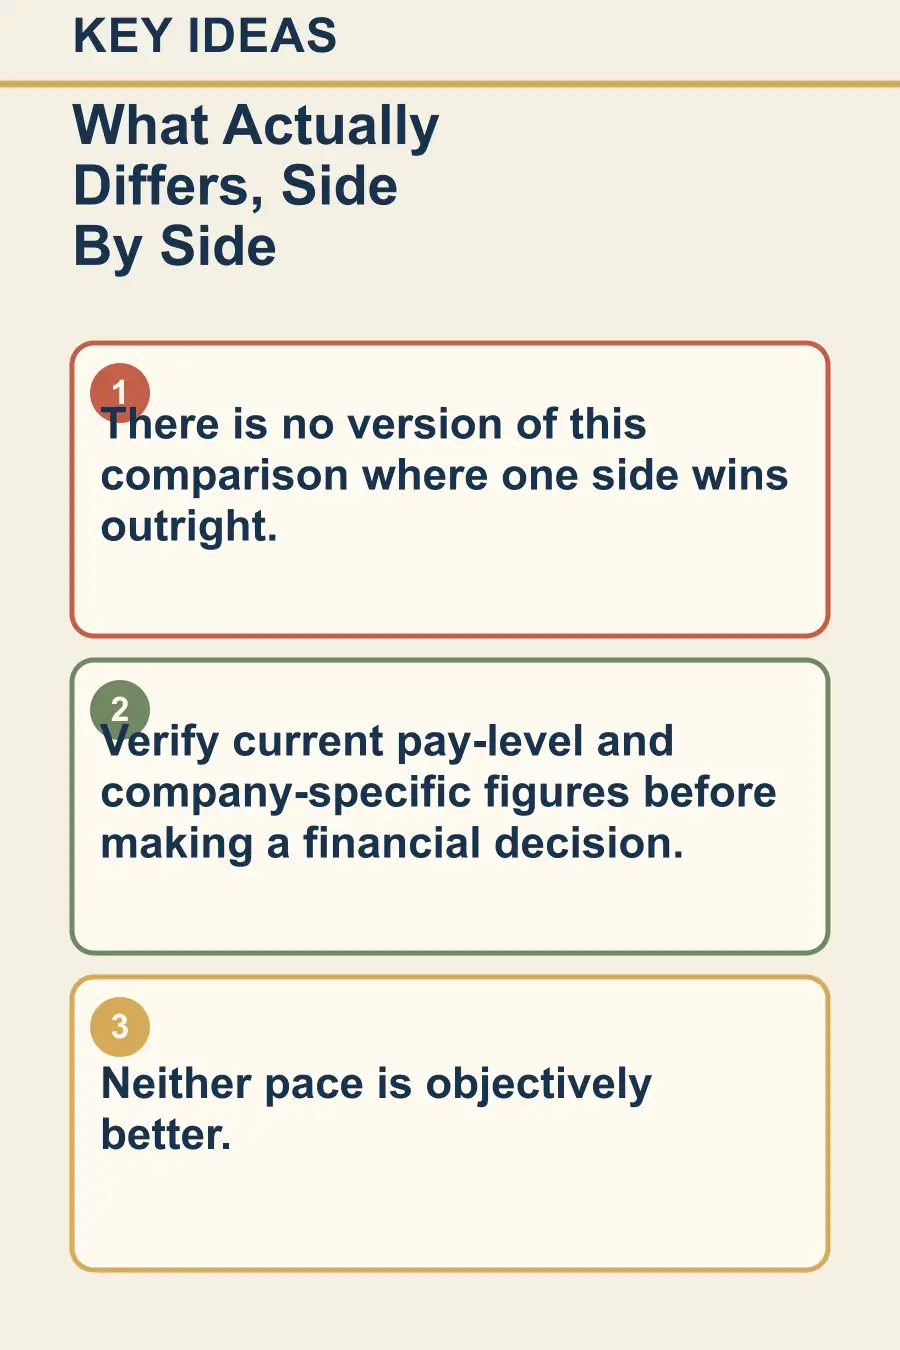 KEY IDEAS
What Actually
Differs, Side
By Side
1
There is no version of this
comparison where one side wins
outright.
2
Verify current pay-level and
company-specific figures before
making a financial decision.
3
Neither pace is objectively
better.